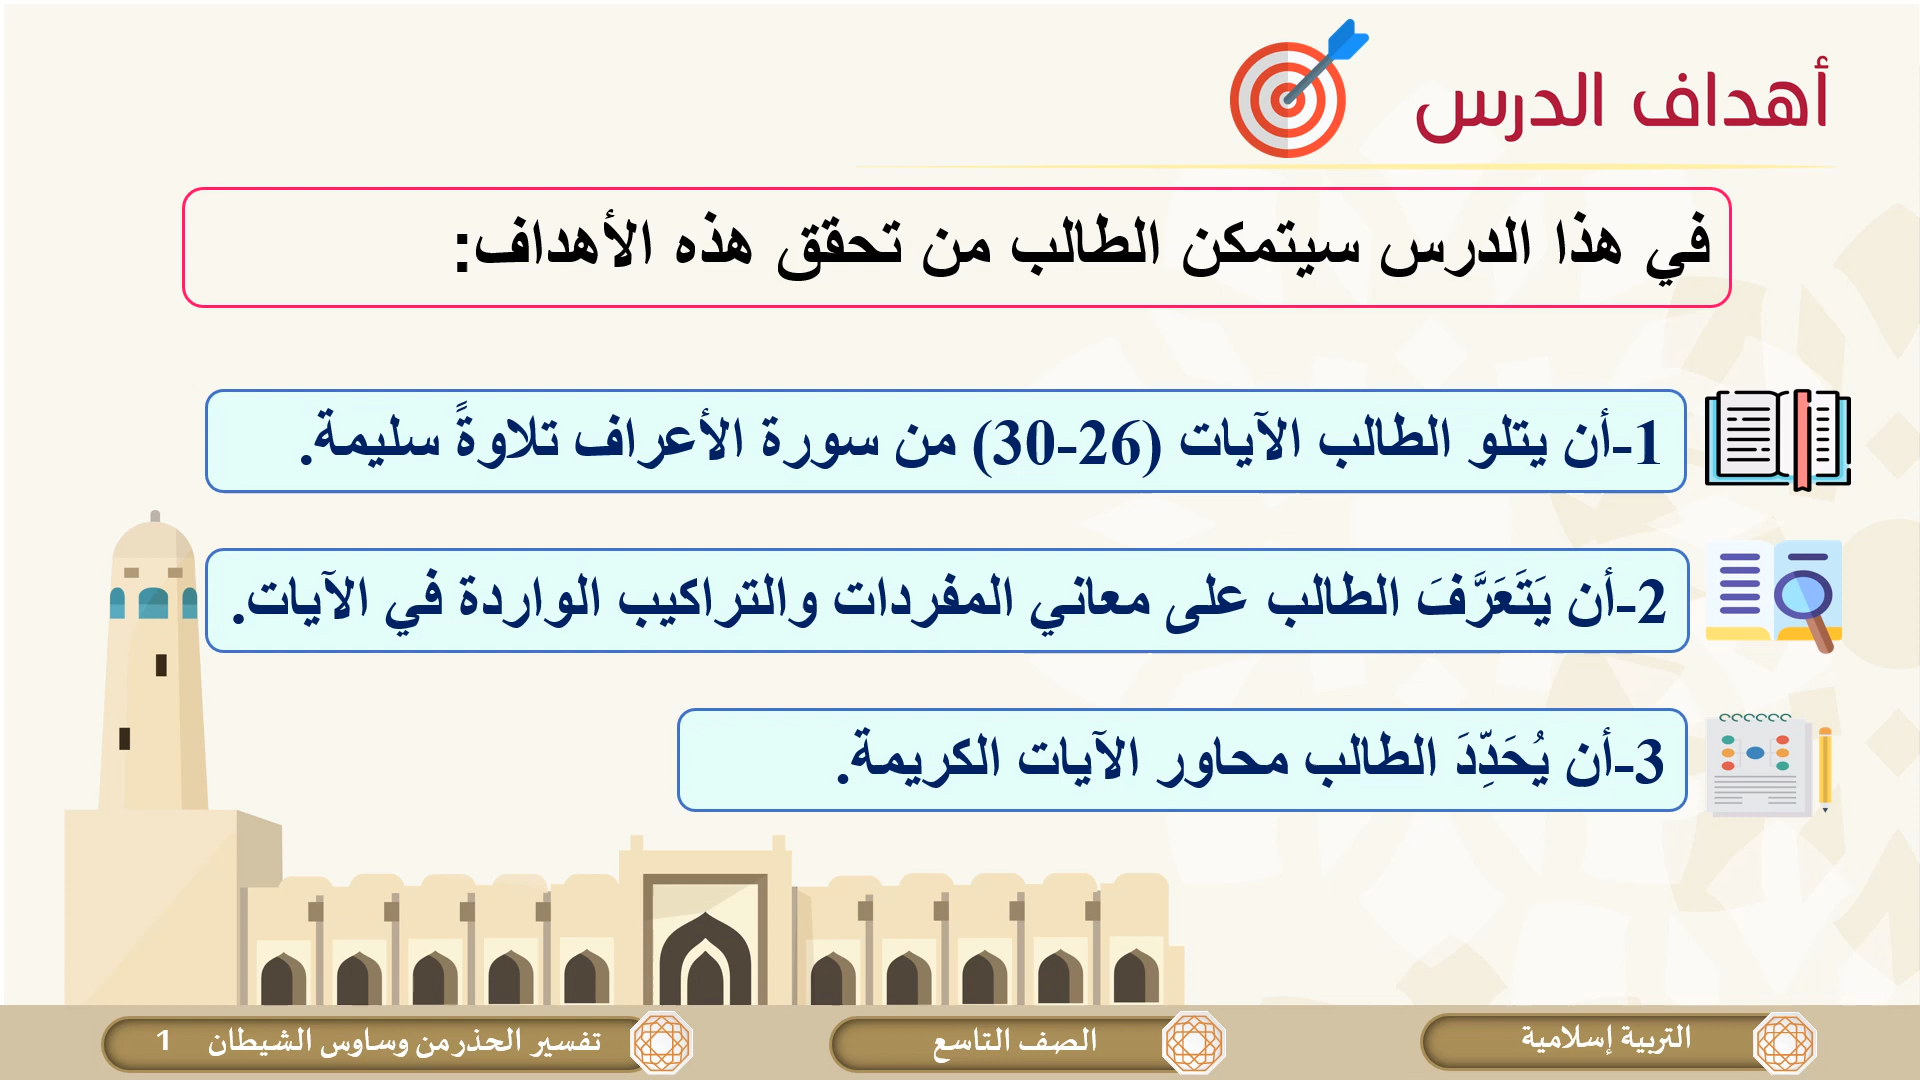 أهداف الدرس
في هذا الدرس سيتمكن الطالب من تحقق هذه الأهداف:
1-أن يتلو الطالب الآيات (26-30) من سورة الأعراف تلاوةً سليمة.
2-أن يَتَعَرَّفَ الطالب على معاني المفردات والتراكيب الواردة في الآيات.
3-أن يُحَدِّدَ الطالب محاور الآيات الكريمة.
التربية إسلامية
الصف التاسع
تفسير الحذر من وساوس الشيطان 1